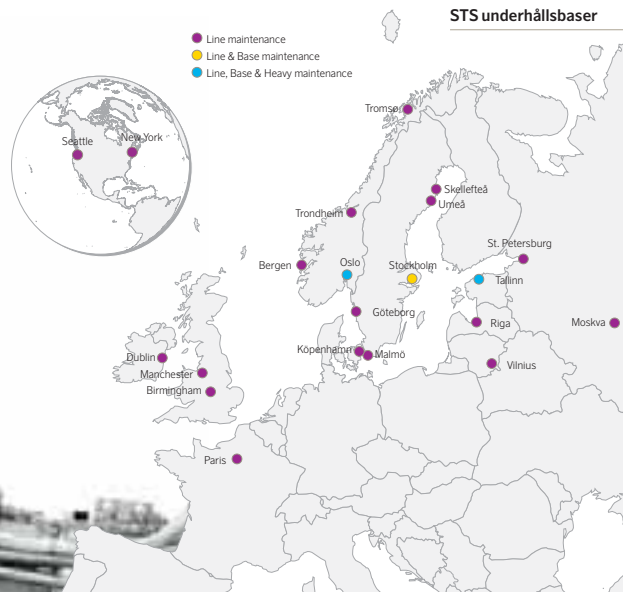 STS underhållsbaser
Line maintenance
Line & Base maintenance
Line, Base & Heavy maintenance
Seattle
New York
Tromsø
Skellefteå
Umeå
Trondheim
St. Petersburg
Bergen
Oslo
Stockholm
Tallinn
Göteborg
Riga
Moskva
Köpenhamn
Malmö
Dublin
Vilnius
Manchester
Birmingham
Paris